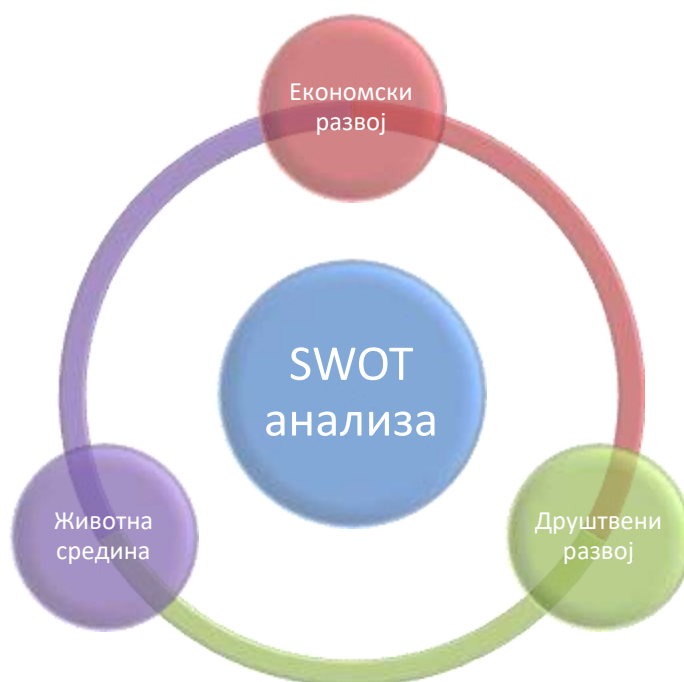 Економски
развој
SWOT
анализа
Животна
средина
Друштвени
развој